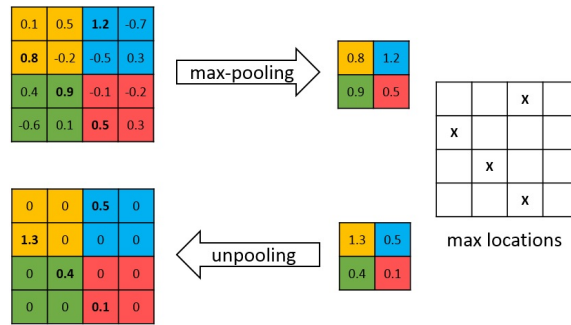 0.1 0.5 1.2 -0.7
0.8 -0.2 -0.5 0.3
0.4 0.9 -0.1 -0.2
-0.6 0.1 0.5 0.3
max-pooling
0.8 1.2
0.9 0.5
x
x
x
x
max locations
0 0 0.5 0
1.3 0 0 0
0 0.4 0 0
0 0 0.1 0
unpooling
1.3 0.5
0.4 0.1